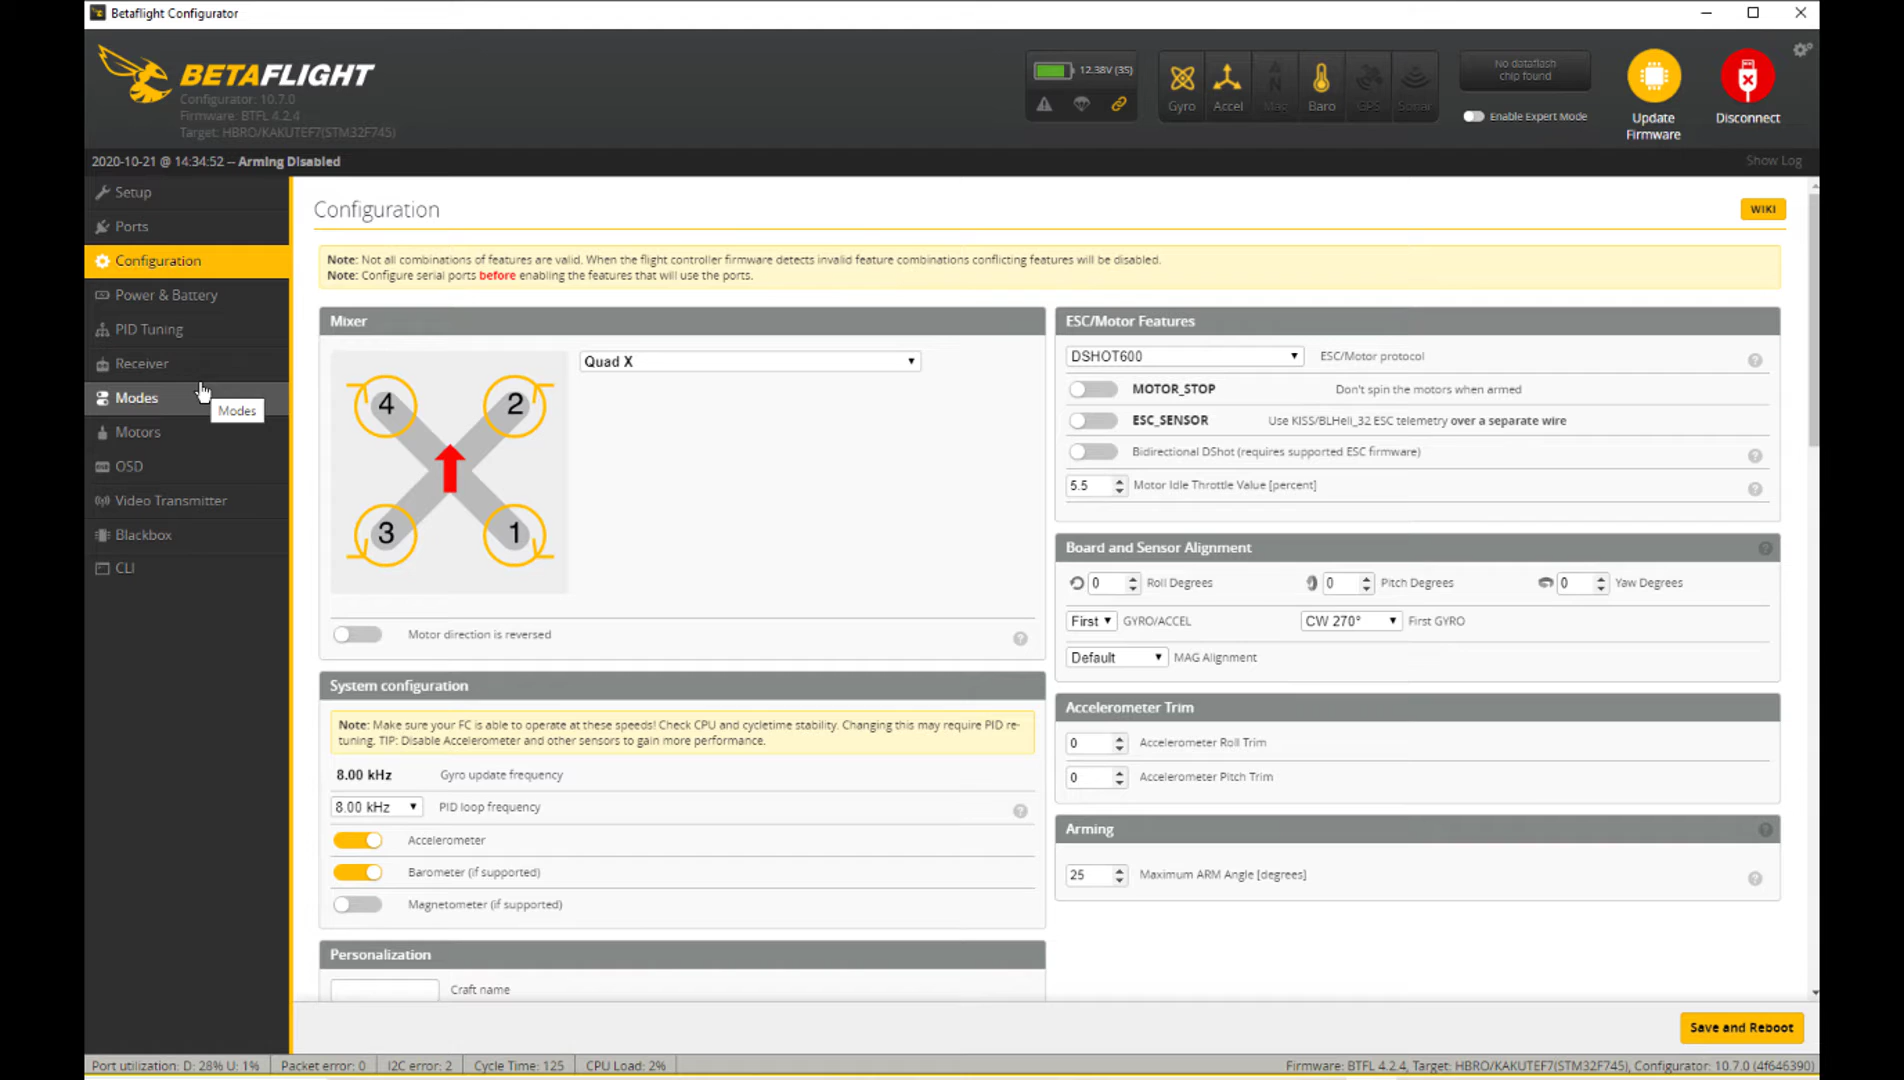 Betaflight Configurator
BETAFLIGHT
Configurator: 10.7.0
Firmware: BTFL 4.2.4
Target: HBRO/KAKUTEF7(STM32F745)
12.38V (3S)
Gyro
Accel
Mag
Baro
GPS
Sonar
No dataflash
chip found
Enable Expert Mode
Update
Firmware
Disconnect
2020-10-21 @ 14:34:52 -- Arming Disabled
Show Log
Setup
Ports
Configuration
Power & Battery
PID Tuning
Receiver
Modes
Modes
Motors
OSD
Video Transmitter
Blackbox
CLI
Configuration
WIKI
Note: Not all combinations of features are valid. When the flight controller firmware detects invalid feature combinations conflicting features will be disabled.
Note: Configure serial ports before enabling the features that will use the ports.
Mixer
Quad X
4
2
3
1
Motor direction is reversed
System configuration
Note: Make sure your FC is able to operate at these speeds! Check CPU and cycletime stability. Changing this may require PID re-
tuning. TIP: Disable Accelerometer and other sensors to gain more performance.
8.00 kHz Gyro update frequency
8.00 kHz PID loop frequency
Accelerometer
Barometer (if supported)
Magnetometer (if supported)
Personalization
Craft name
ESC/Motor Features
DSHOT600 ESC/Motor protocol
MOTOR_STOP Don't spin the motors when armed
ESC_SENSOR Use KISS/BLHeli_32 ESC telemetry over a separate wire
Bidirectional DShot (requires supported ESC firmware)
5.5 Motor Idle Throttle Value [percent]
Board and Sensor Alignment
0 Roll Degrees 0 Pitch Degrees 0 Yaw Degrees
First GYRO/ACCEL CW 270° First GYRO
Default MAG Alignment
Accelerometer Trim
0 Accelerometer Roll Trim
0 Accelerometer Pitch Trim
Arming
25 Maximum ARM Angle [degrees]
Save and Reboot
Port utilization: D: 28% U: 1% Packet error: 0 I2C error: 2 Cycle Time: 125 CPU Load: 2% Firmware: BTFL 4.2.4, Target: HBRO/KAKUTEF7(STM32F745), Configurator: 10.7.0 (4f646390)